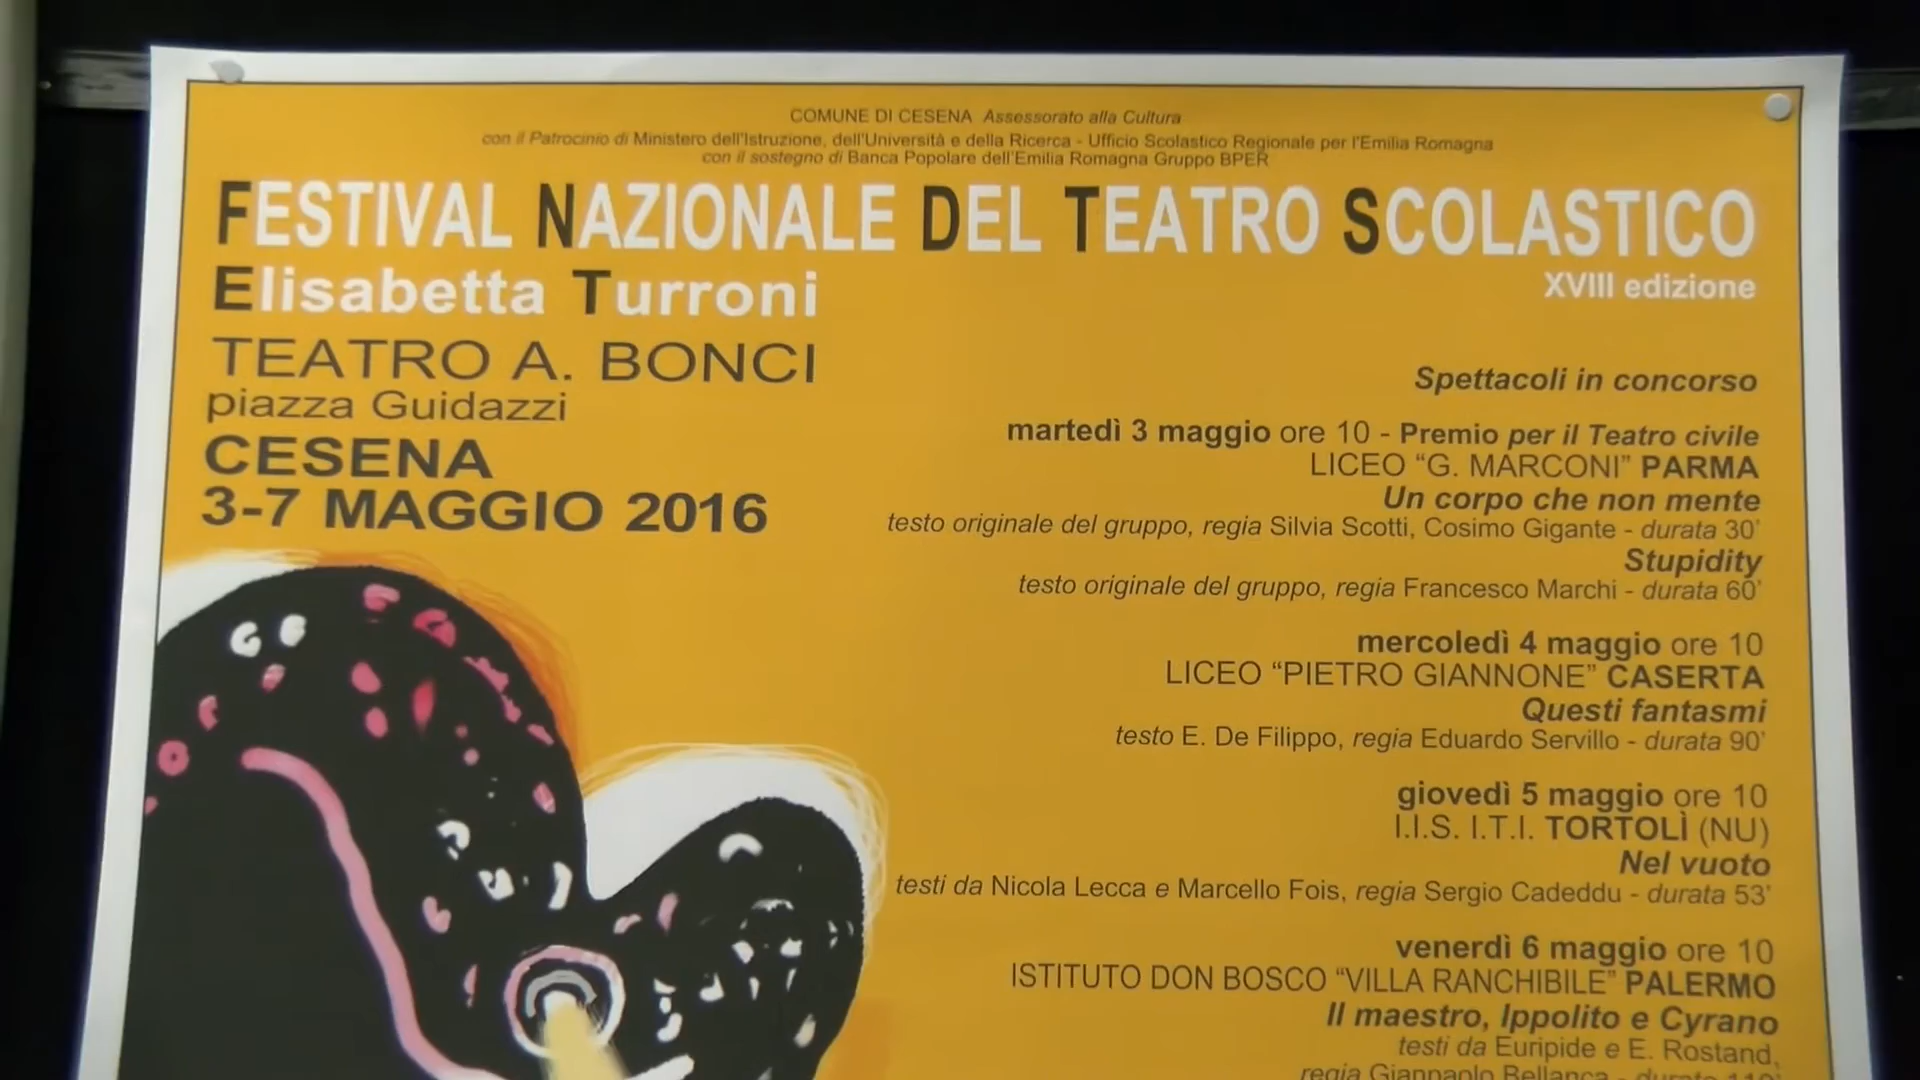 COMUNE DI CESENA Assessorato alla Cultura
con il Patrocinio di Ministero dell'Istruzione, dell'Università e della Ricerca - Ufficio Scolastico Regionale per l'Emilia Romagna
con il sostegno di Banca Popolare dell'Emilia Romagna Gruppo BPER
FESTIVAL NAZIONALE DEL TEATRO SCOLASTICO
Elisabetta Turroni
XVIII edizione
TEATRO A. BONCI
piazza Guidazzi
CESENA
3-7 MAGGIO 2016
Spettacoli in concorso
martedì 3 maggio ore 10 - Premio per il Teatro civile
LICEO “G. MARCONI” PARMA
Un corpo che non mente
testo originale del gruppo, regia Silvia Scotti, Cosimo Gigante - durata 30'
Stupidity
testo originale del gruppo, regia Francesco Marchi - durata 60'
mercoledì 4 maggio ore 10
LICEO “PIETRO GIANNONE” CASERTA
Questi fantasmi
testo E. De Filippo, regia Eduardo Servillo - durata 90'
giovedì 5 maggio ore 10
I.I.S. I.T.I. TORTOLÌ (NU)
Nel vuoto
testi da Nicola Lecca e Marcello Fois, regia Sergio Cadeddu - durata 53'
venerdì 6 maggio ore 10
ISTITUTO DON BOSCO “VILLA RANCHIBILE” PALERMO
Il maestro, Ippolito e Cyrano
testi da Euripide e E. Rostand,
regia Gianpaolo Bellanca - durata 110'